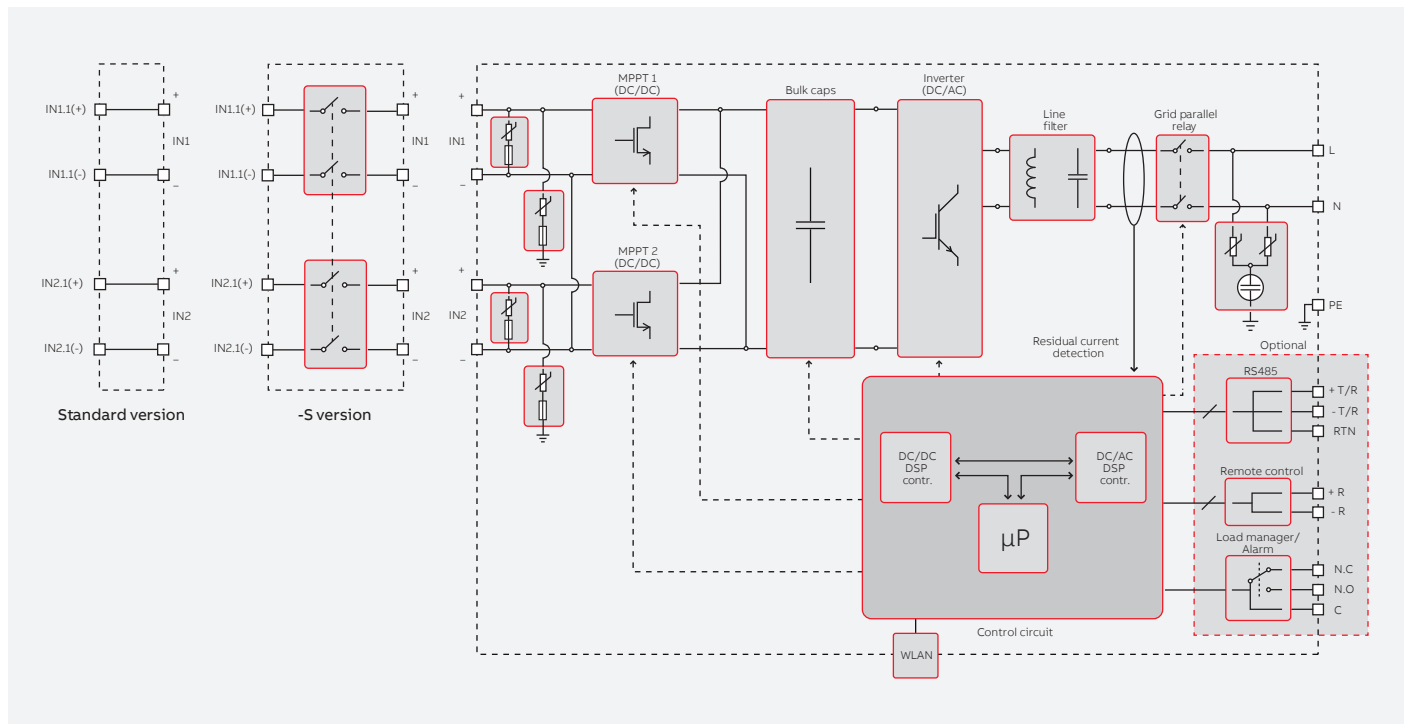 IN1.1(+)
+
IN1
IN1.1(-)
–
IN2.1(+)
+
IN2
IN2.1(-)
–
Standard version
IN1.1(+)
+
IN1
IN1.1(-)
–
IN2.1(+)
+
IN2
IN2.1(-)
–
-S version
+
IN1
–
+
IN2
–
MPPT 1
(DC/DC)
MPPT 2
(DC/DC)
Bulk caps
Inverter
(DC/AC)
Line
filter
Grid parallel
relay
L
N
PE
Residual current
detection
Optional
RS485
+ T/R
- T/R
RTN
Remote control
+ R
- R
Load manager/
Alarm
N.C
N.O
C
DC/DC
DSP
contr.
DC/AC
DSP
contr.
μP
Control circuit
WLAN